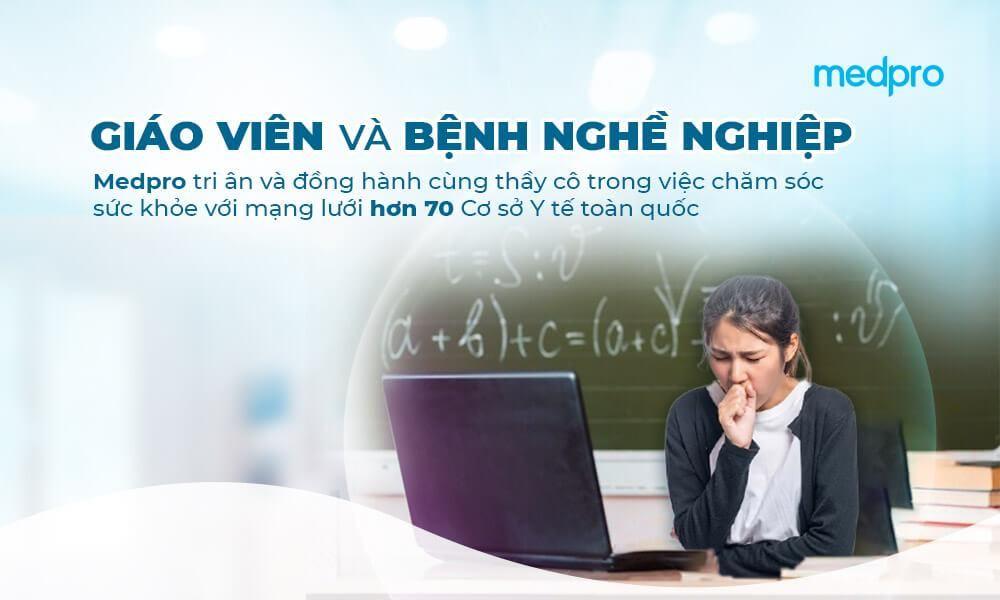 medpro
GIÁO VIÊN VÀ BỆNH NGHỀ NGHIỆP
Medpro tri ân và đồng hành cùng thầy cô trong việc chăm sóc
sức khỏe với mạng lưới hơn 70 Cơ sở Y tế toàn quốc
(a+b)+c=(a+c)